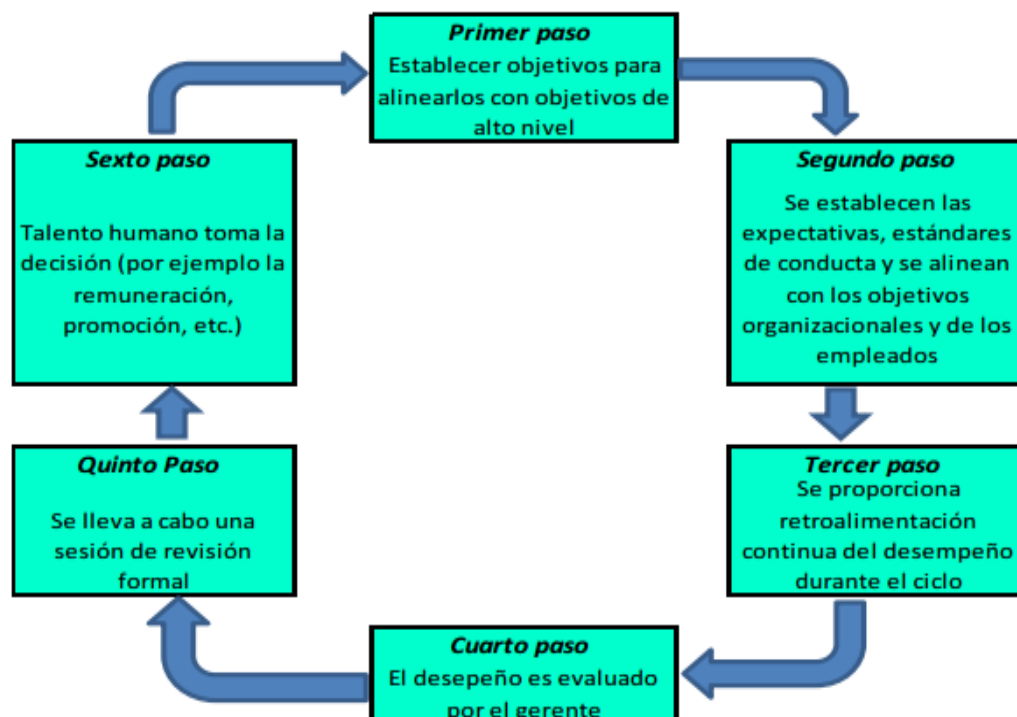 Primer paso
Establecer objetivos para
alinearlos con objetivos de
alto nivel
Segundo paso
Se establecen las
expectativas, estándares
de conducta y se alinean
con los objetivos
organizacionales y de los
empleados
Tercer paso
Se proporciona
retroalimentación
continua del desempeño
durante el ciclo
Cuarto paso
El desepeño es evaluado
por el gerente
Quinto Paso
Se lleva a cabo una
sesión de revisión
formal
Sexto paso
Talento humano toma la
decisión (por ejemplo la
remuneración,
promoción, etc.)